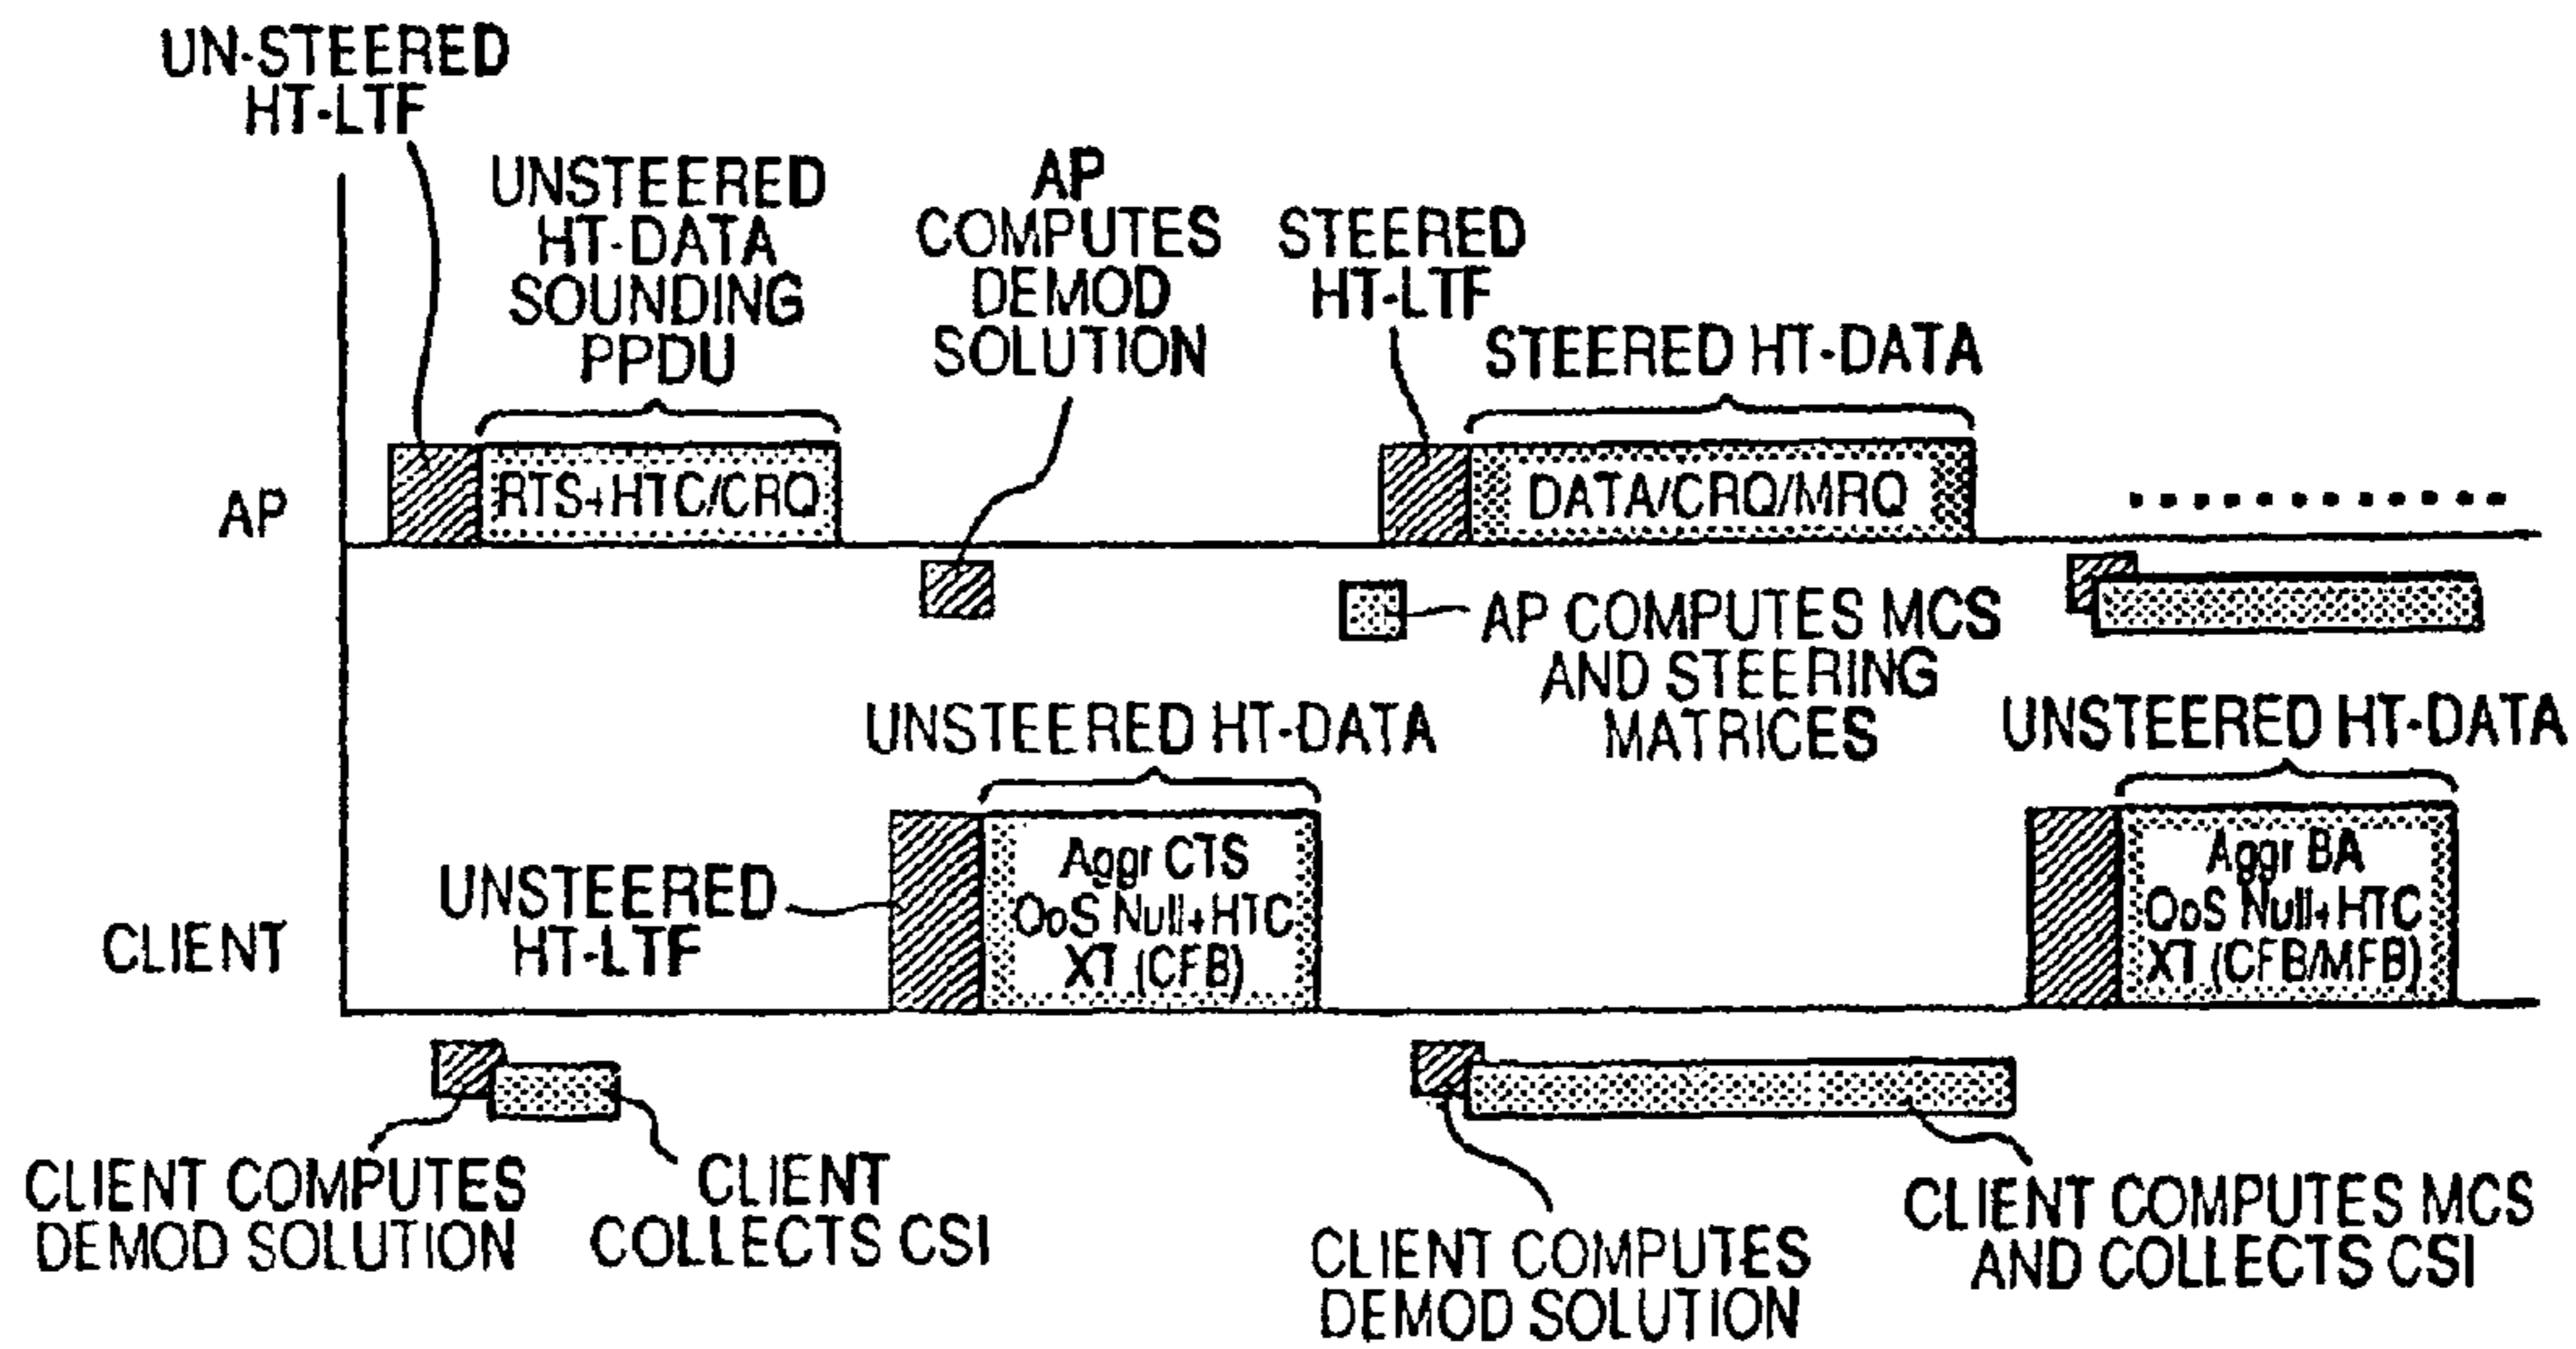 UN-STEERED
HT-LTF
UNSTEERED
HT-DATA
SOUNDING
PPDU
AP
COMPUTES
DEMOD
SOLUTION
STEERED
HT-LTF
STEERED HT-DATA
AP
RTS+HTC/CRQ
DATA/CRQ/MRQ
AP COMPUTES MCS
AND STEERING
MATRICES
UNSTEERED HT-DATA
UNSTEERED HT-DATA
CLIENT
UNSTEERED
HT-LTF
Aggr CTS
QoS Null+HTC
XT (CFB)
Aggr BA
QoS Null+HTC
XT (CFB/MFB)
CLIENT COMPUTES
DEMOD SOLUTION
CLIENT
COLLECTS CSI
CLIENT COMPUTES
DEMOD SOLUTION
CLIENT COMPUTES MCS
AND COLLECTS CSI